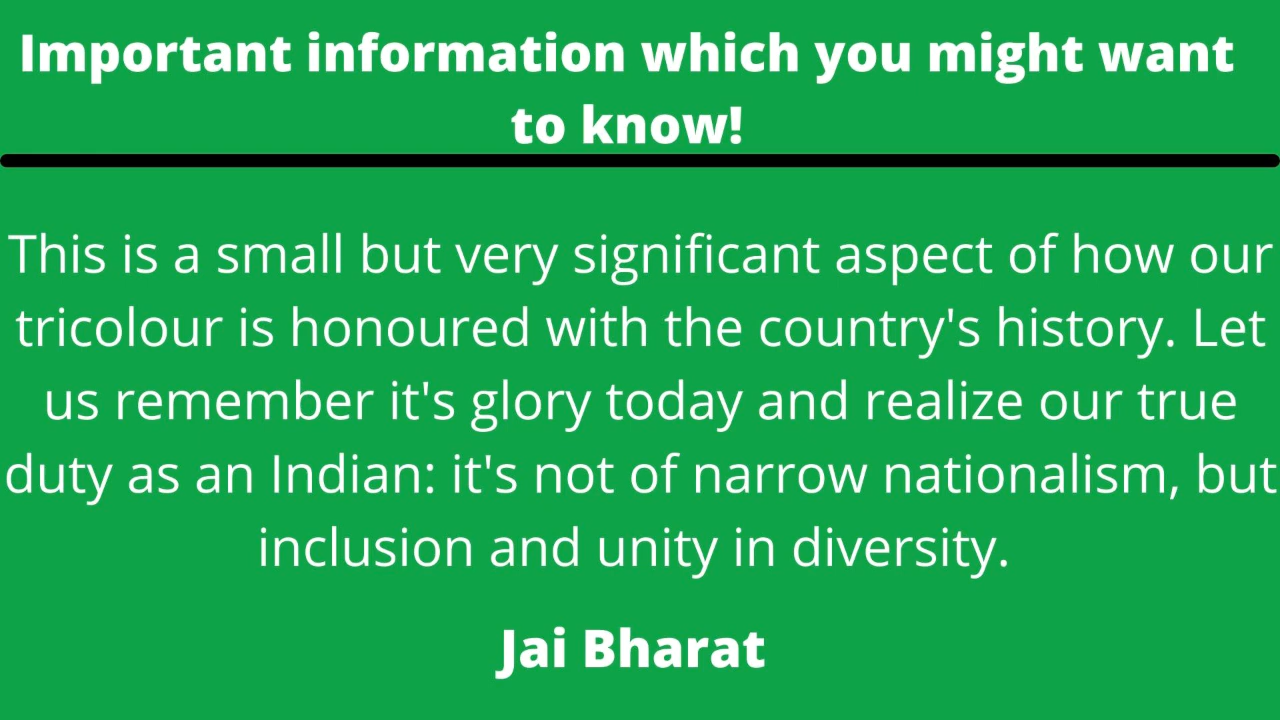 Important information which you might want
to know!
This is a small but very significant aspect of how our
tricolour is honoured with the country's history. Let
us remember it's glory today and realize our true
duty as an Indian: it's not of narrow nationalism, but
inclusion and unity in diversity.
Jai Bharat